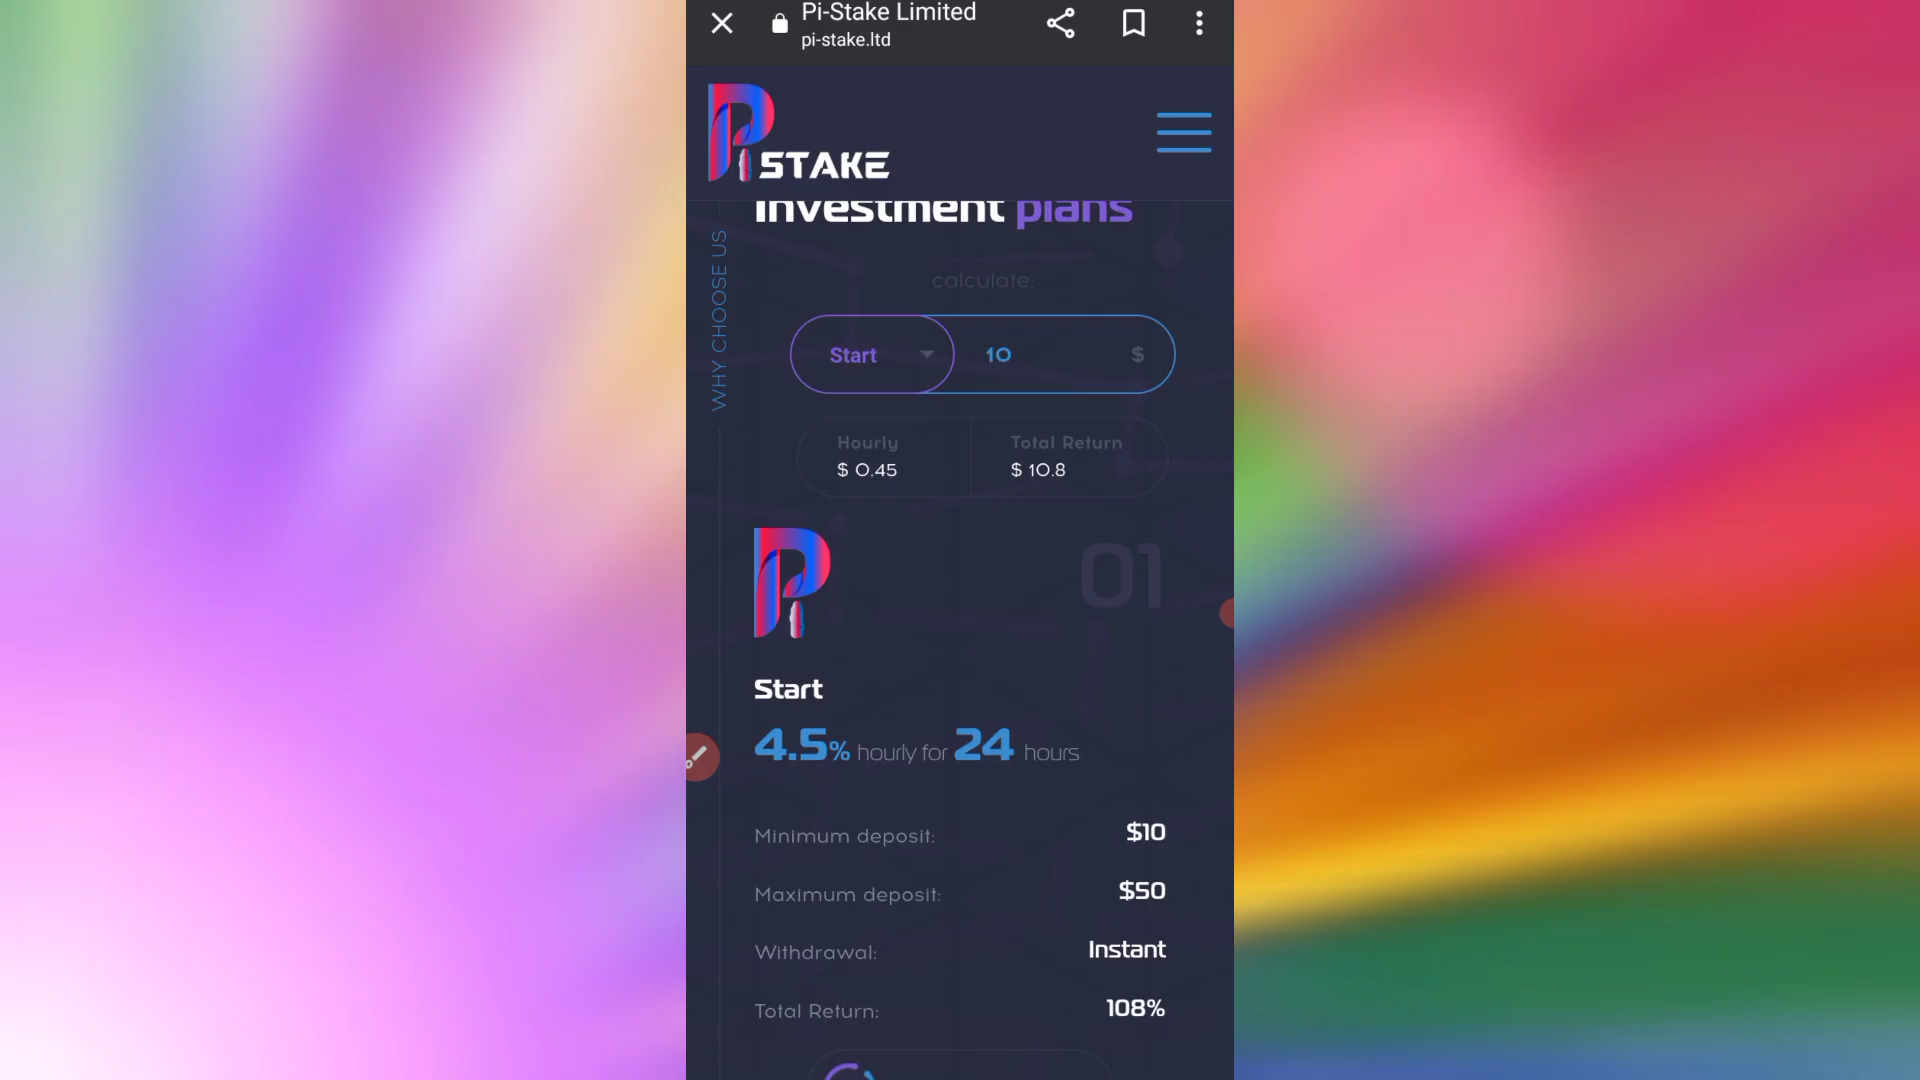 Pi-Stake Limited
pi-stake.ltd
Pi STAKE
Investment plans
WHY CHOOSE US
calculate:
Start 10 $
Hourly Total Return
$ 0.45 $ 10.8
Pi
01
Start
4.5% hourly for 24 hours
Minimum deposit: $10
Maximum deposit: $50
Withdrawal: Instant
Total Return: 108%